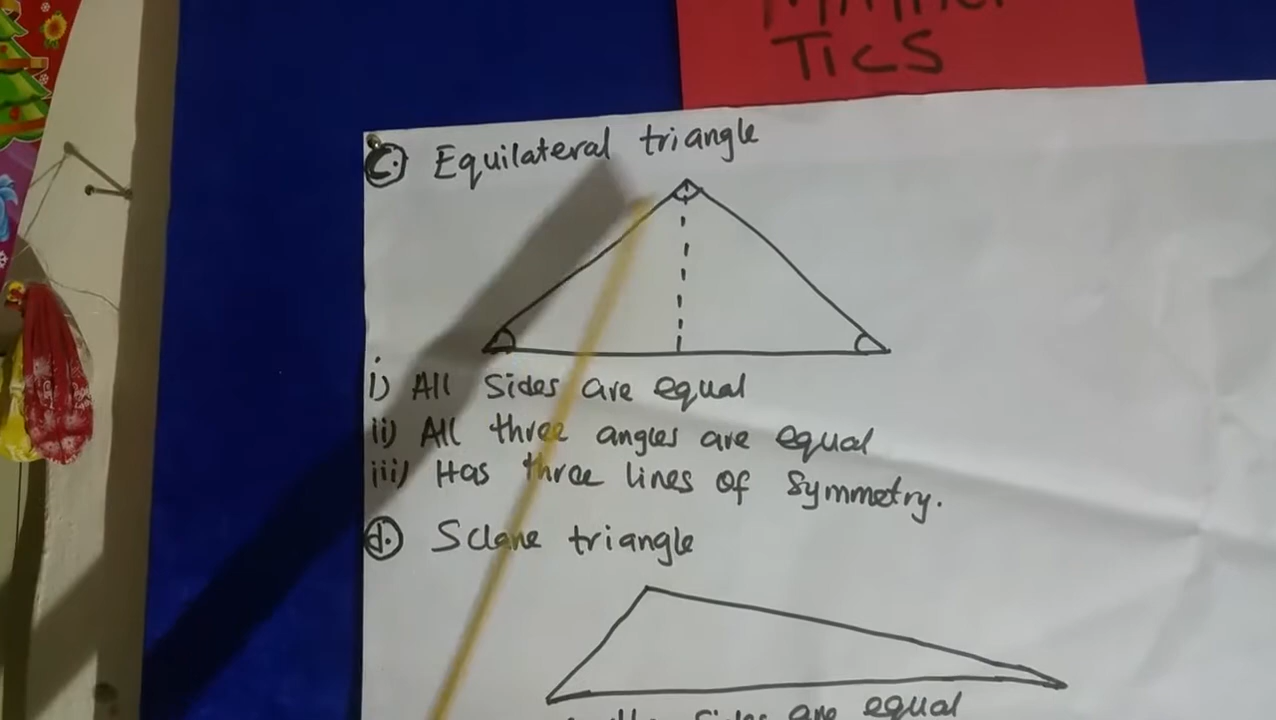 TICS
C. Equilateral triangle
i) All sides are equal
ii) All three angles are equal
iii) Has three lines of Symmetry.
d. Sclane triangle
sides are equal